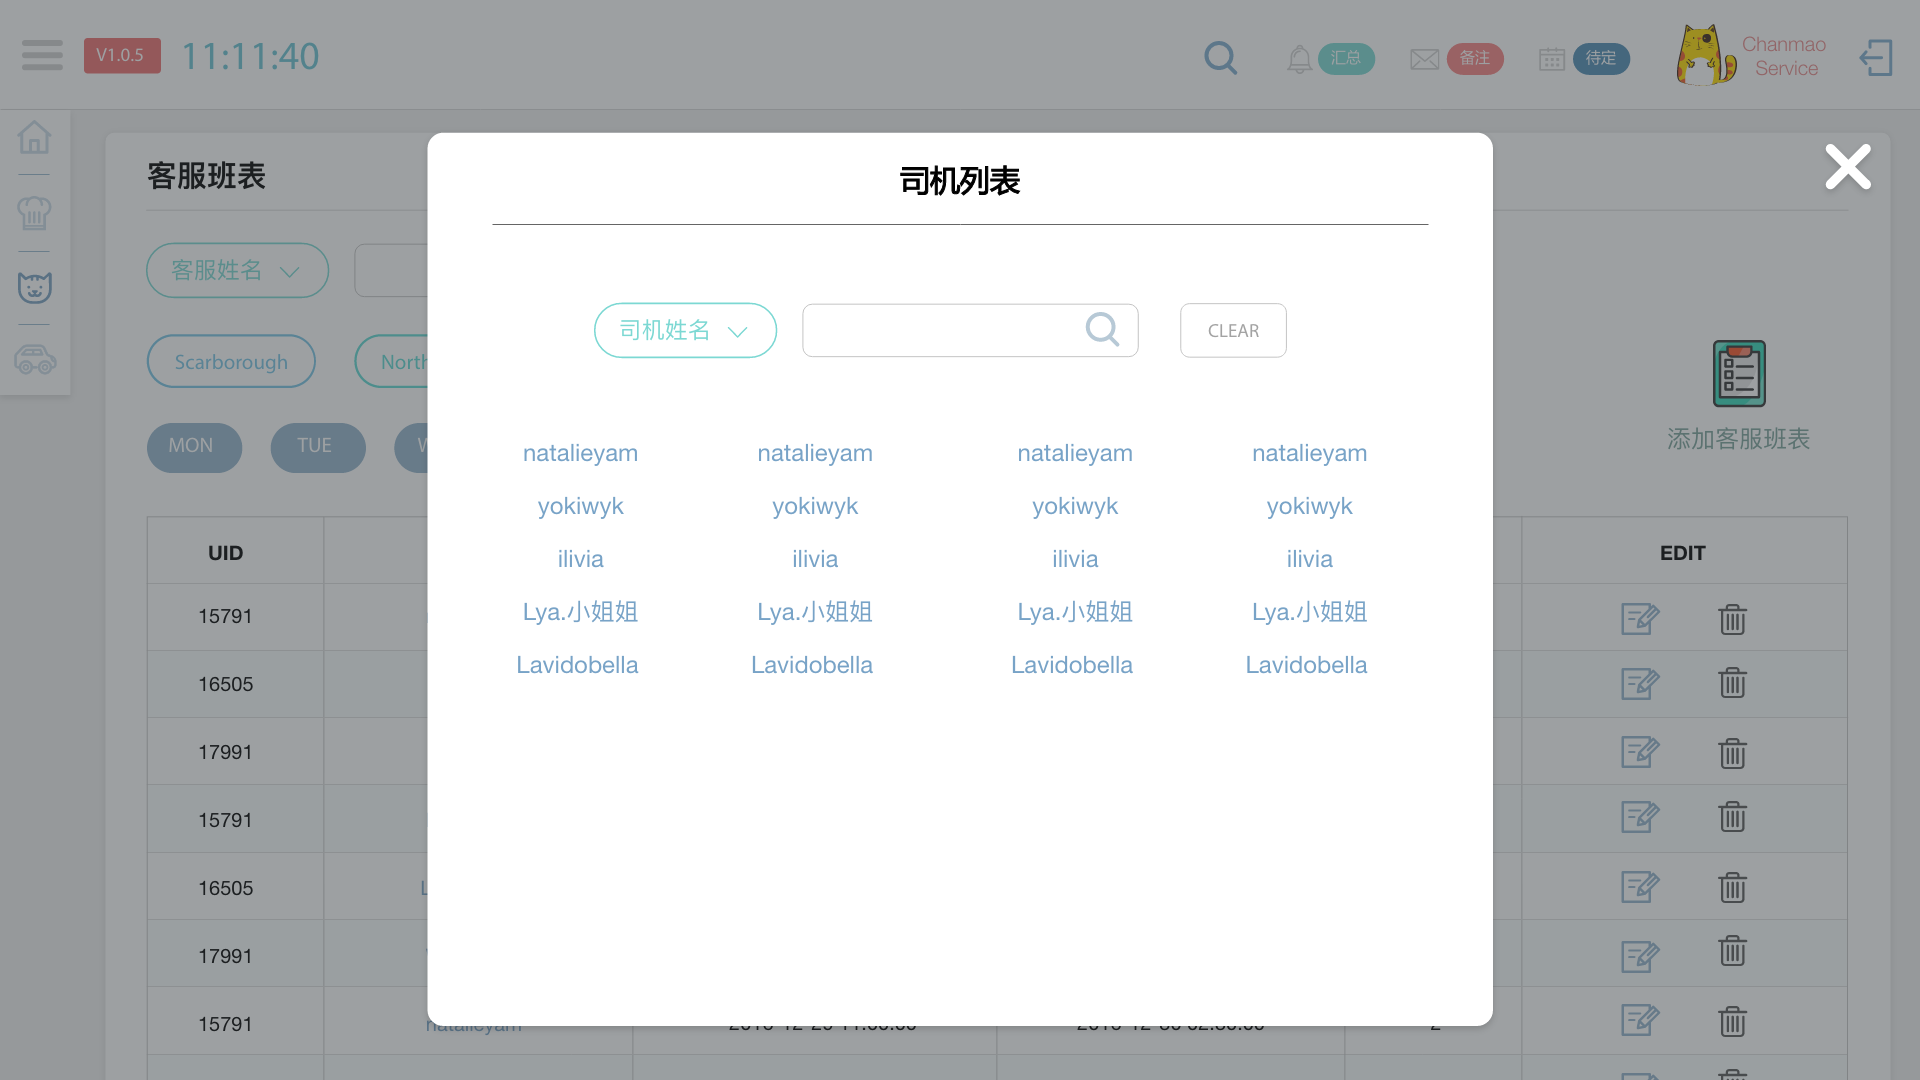 V1.0.5
11:11:40
汇总
备注
待定
Chanmao
Service
客服班表
司机列表
客服姓名
司机姓名
CLEAR
Scarborough
North
添加客服班表
MON
TUE
natalieyam natalieyam natalieyam natalieyam
yokiwyk yokiwyk yokiwyk yokiwyk
ilivia ilivia ilivia ilivia
Lya.小姐姐 Lya.小姐姐 Lya.小姐姐 Lya.小姐姐
Lavidobella Lavidobella Lavidobella Lavidobella
UID EDIT
15791
16505
17991
15791
16505
17991
15791 natalieyam